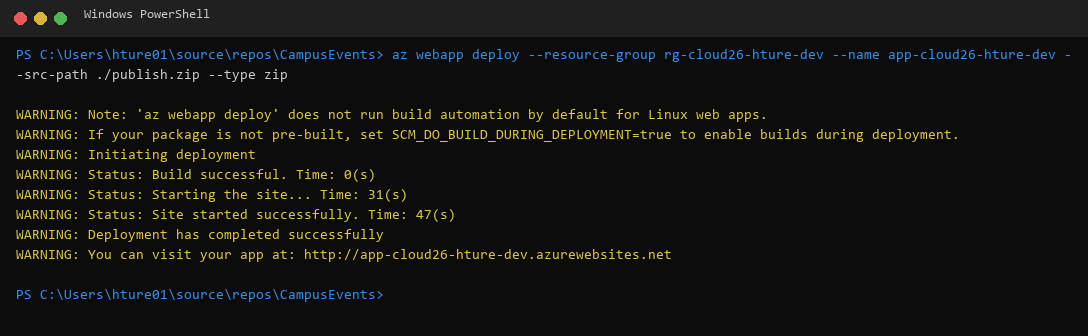 Windows PowerShell
PS C:\Users\hture01\source\repos\CampusEvents> az webapp deploy --resource-group rg-cloud26-hture-dev --name app-cloud26-hture-dev -
-src-path ./publish.zip --type zip
WARNING: Note: 'az webapp deploy' does not run build automation by default for Linux web apps.
WARNING: If your package is not pre-built, set SCM_DO_BUILD_DURING_DEPLOYMENT=true to enable builds during deployment.
WARNING: Initiating deployment
WARNING: Status: Build successful. Time: 0(s)
WARNING: Status: Starting the site... Time: 31(s)
WARNING: Status: Site started successfully. Time: 47(s)
WARNING: Deployment has completed successfully
WARNING: You can visit your app at: http://app-cloud26-hture-dev.azurewebsites.net
PS C:\Users\hture01\source\repos\CampusEvents>